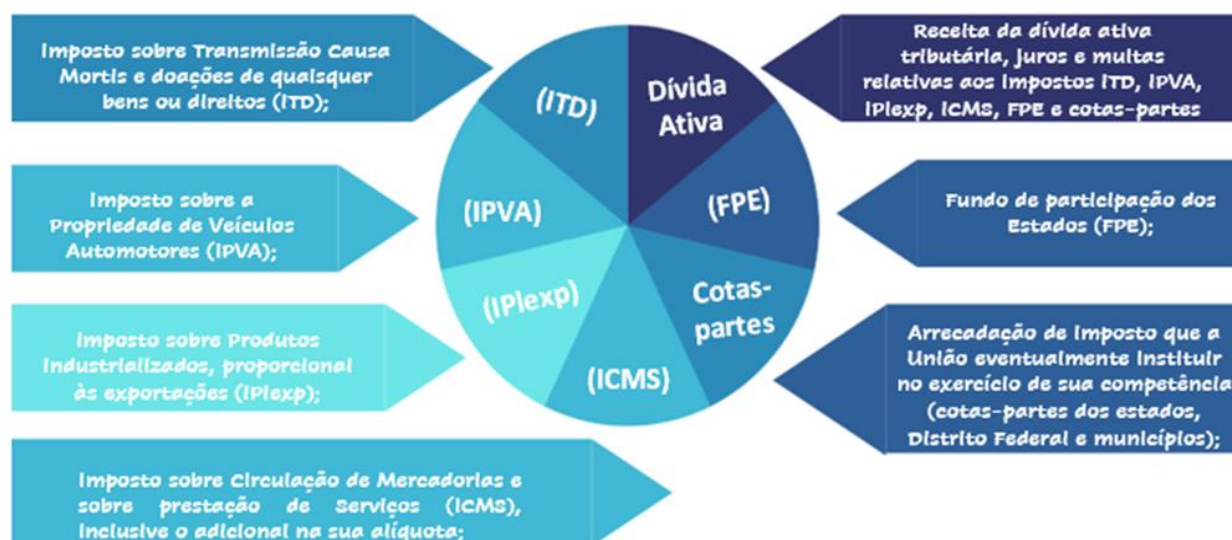 Imposto sobre Transmissão Causa
Mortis e doações de quaisquer
bens ou direitos (ITD);
Imposto sobre a
Propriedade de Veículos
Automotores (IPVA);
Imposto sobre Produtos
Industrializados, proporcional
às exportações (IPIexp);
Imposto sobre Circulação de Mercadorias e
sobre prestação de Serviços (ICMS),
inclusive o adicional na sua alíquota;
(ITD)
Dívida
Ativa
(IPVA)
(FPE)
(IPIexp)
Cotas-
partes
(ICMS)
Receita da dívida ativa
tributária, juros e multas
relativas aos impostos ITD, IPVA,
IPIexp, ICMS, FPE e cotas-partes
Fundo de participação dos
Estados (FPE);
Arrecadação de imposto que a
União eventualmente instituir
no exercício de sua competência
(cotas-partes dos estados,
Distrito Federal e municípios);